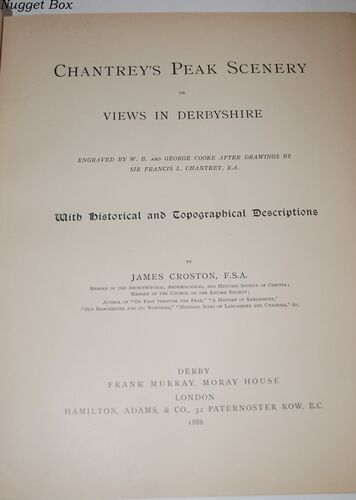 Nugget Box
CHANTREY'S PEAK SCENERY
OR
VIEWS IN DERBYSHIRE
ENGRAVED BY W. B. AND GEORGE COOKE AFTER DRAWINGS BY
SIR FRANCIS L. CHANTREY, R.A.
With Historical and Topographical Descriptions
BY
JAMES CROSTON, F.S.A.
MEMBER OF THE ARCHITECTURAL, ARCHÆOLOGICAL, AND HISTORIC SOCIETY OF CHESTER;
MEMBER OF THE COUNCIL OF THE RECORD SOCIETY;
AUTHOR OF "ON FOOT THROUGH THE PEAK," "A HISTORY OF SAMLESBURY,"
"OLD MANCHESTER AND ITS WORTHIES," "HISTORIC SITES OF LANCASHIRE AND CHESHIRE," &c.
DERBY
FRANK MURRAY, MORAY HOUSE
LONDON
HAMILTON, ADAMS, & CO., 32 PATERNOSTER ROW, E.C.
1886